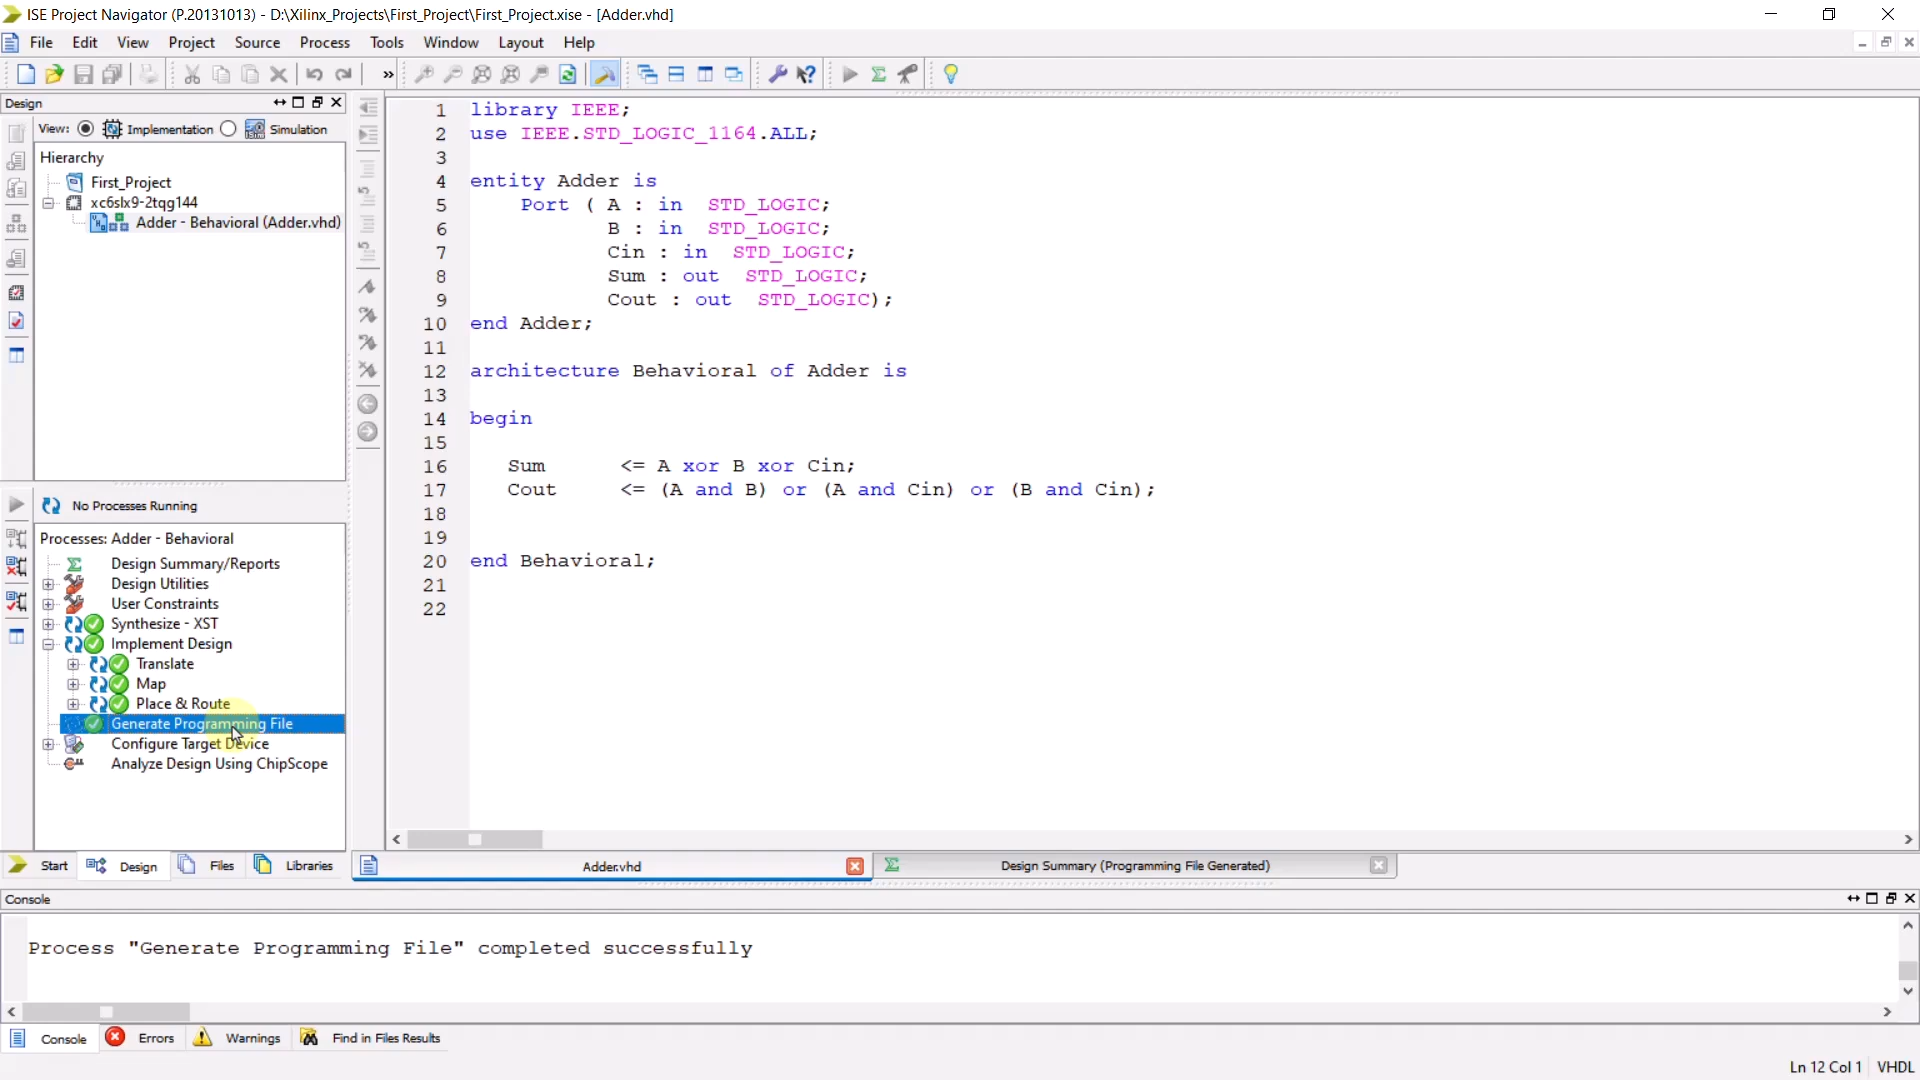 ISE Project Navigator (P.20131013) - D:\Xilinx_Projects\First_Project\First_Project.xise - [Adder.vhd]
File Edit View Project Source Process Tools Window Layout Help
»
Design
View: Implementation Simulation
Hierarchy
First_Project
xc6slx9-2tqg144
Adder - Behavioral (Adder.vhd)
No Processes Running
Processes: Adder - Behavioral
Design Summary/Reports
Design Utilities
User Constraints
Synthesize - XST
Implement Design
Translate
Map
Place & Route
Generate Programming File
Configure Target Device
Analyze Design Using ChipScope
Start Design Files Libraries
1 library IEEE;
2 use IEEE.STD_LOGIC_1164.ALL;
3
4 entity Adder is
5 Port ( A : in STD_LOGIC;
6 B : in STD_LOGIC;
7 Cin : in STD_LOGIC;
8 Sum : out STD_LOGIC;
9 Cout : out STD_LOGIC);
10 end Adder;
11
12 architecture Behavioral of Adder is
13
14 begin
15
16 Sum <= A xor B xor Cin;
17 Cout <= (A and B) or (A and Cin) or (B and Cin);
18
19
20 end Behavioral;
21
22
Adder.vhd Design Summary (Programming File Generated)
Console
Process "Generate Programming File" completed successfully
Console Errors Warnings Find in Files Results
Ln 12 Col 1 VHDL